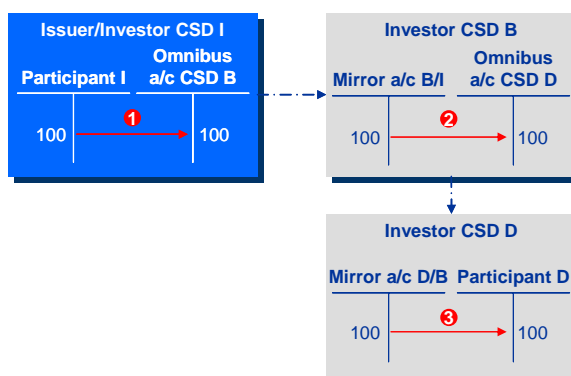 Issuer/Investor CSD I
Participant I
Omnibus
a/c CSD B
1
100
100
Investor CSD B
Mirror a/c B/I
Omnibus
a/c CSD D
2
100
100
Investor CSD D
Mirror a/c D/B
Participant D
3
100
100